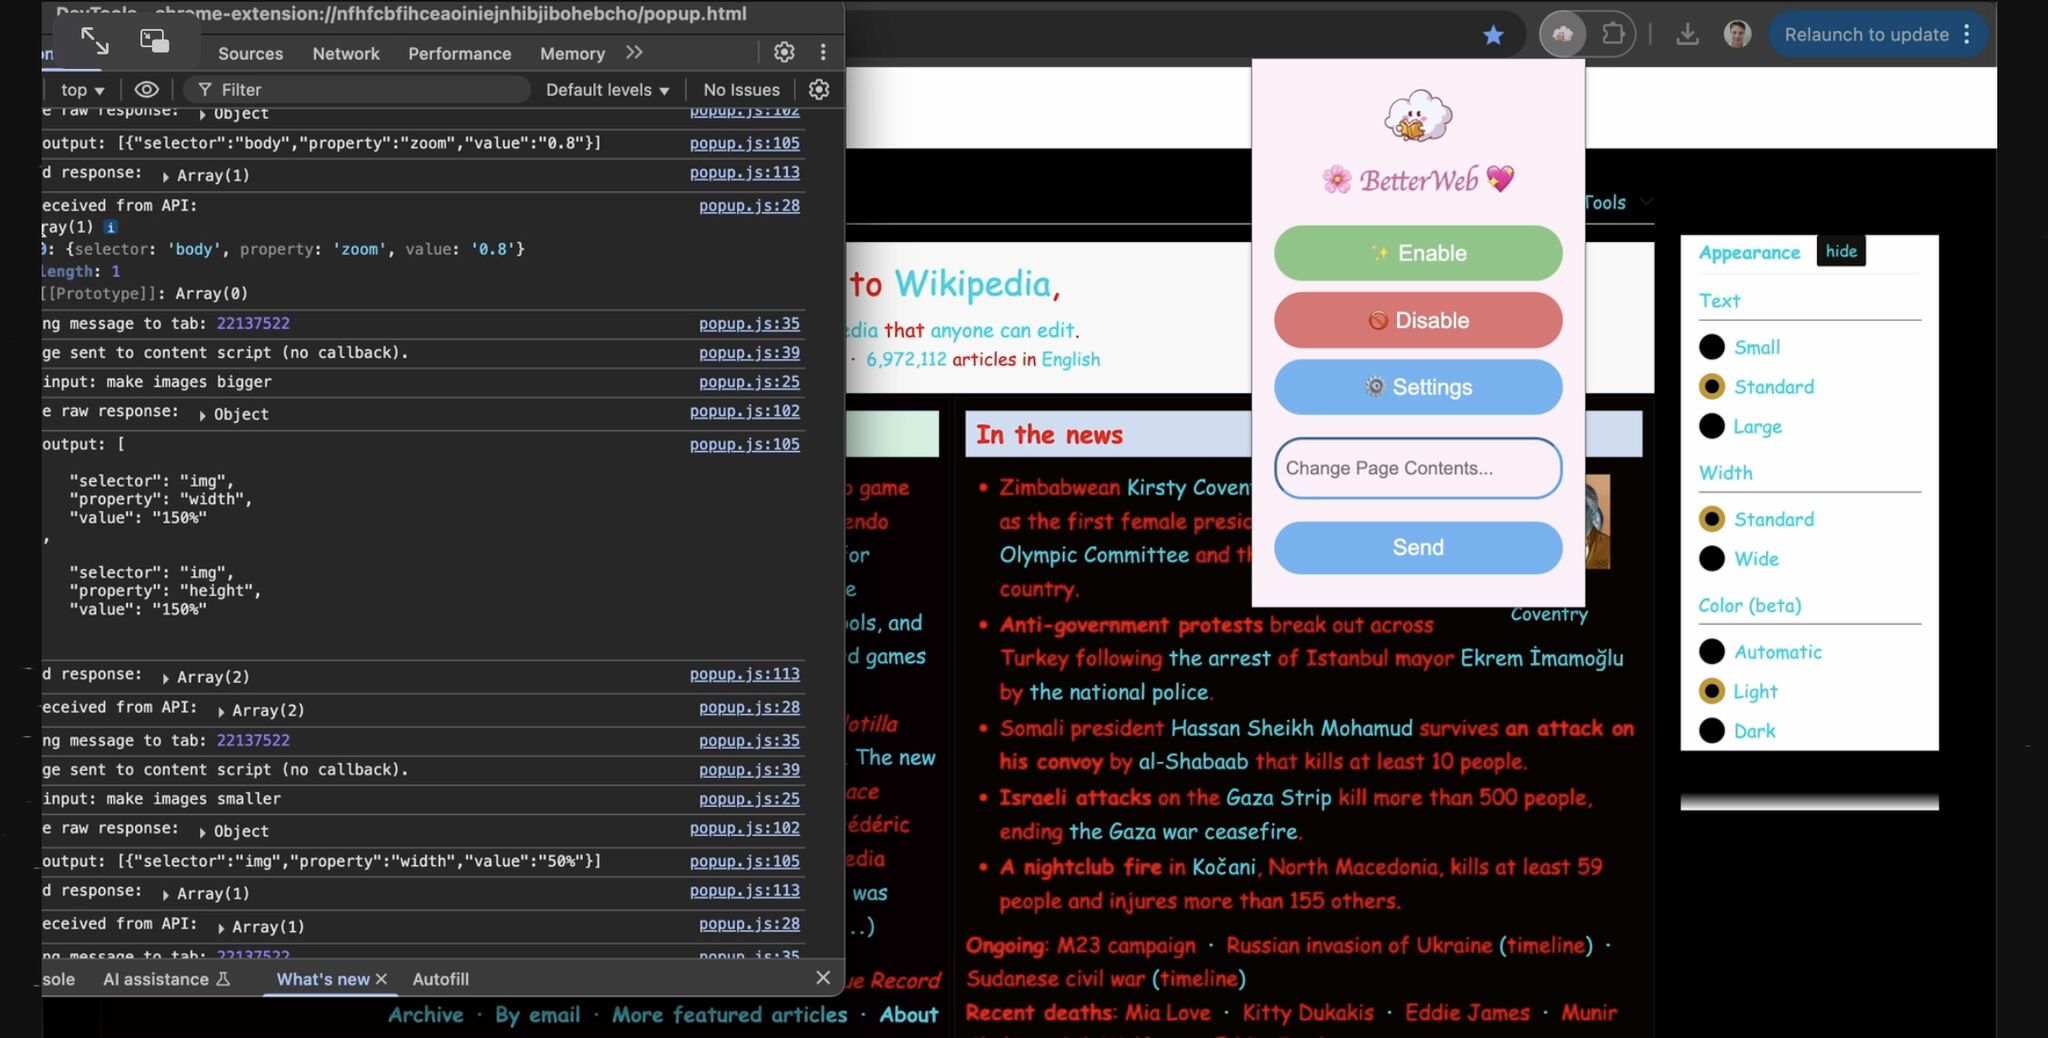 DevTools - chrome-extension://nfhfcbfihceaoiniejnhibjibohebcho/popup.html
Sources
Network
Performance
Memory
top
Filter
Default levels
No Issues
e raw response: Object popup.js:102
output: [{"selector":"body","property":"zoom","value":"0.8"}] popup.js:105
d response: Array(1) popup.js:113
eceived from API: popup.js:28
ray(1)
0: {selector: 'body', property: 'zoom', value: '0.8'}
length: 1
[[Prototype]]: Array(0)
ng message to tab: 22137522 popup.js:35
ge sent to content script (no callback). popup.js:39
input: make images bigger popup.js:25
e raw response: Object popup.js:102
output: [ popup.js:105
"selector": "img",
"property": "width",
"value": "150%"
,
"selector": "img",
"property": "height",
"value": "150%"
d response: Array(2) popup.js:113
eceived from API: Array(2) popup.js:28
ng message to tab: 22137522 popup.js:35
ge sent to content script (no callback). popup.js:39
input: make images smaller popup.js:25
e raw response: Object popup.js:102
output: [{"selector":"img","property":"width","value":"50%"}] popup.js:105
d response: Array(1) popup.js:113
eceived from API: Array(1) popup.js:28
ng message to tab: 22137522 popup.js:35
sole
AI assistance
What's new
Autofill
Relaunch to update
BetterWeb
✨ Enable
🚫 Disable
⚙ Settings
Change Page Contents...
Send
Tools
to Wikipedia,
edia that anyone can edit.
· 6,972,112 articles in English
game
endo
for
e
ols, and
d games
lotilla
. The new
ace
édéric
edia
was
..)
ue Record
Archive · By email · More featured articles · About
In the news
• Zimbabwean Kirsty Coven
as the first female presid
Olympic Committee and th
country.
Coventry
• Anti-government protests break out across
Turkey following the arrest of Istanbul mayor Ekrem İmamoğlu
by the national police.
• Somali president Hassan Sheikh Mohamud survives an attack on
his convoy by al-Shabaab that kills at least 10 people.
• Israeli attacks on the Gaza Strip kill more than 500 people,
ending the Gaza war ceasefire.
• A nightclub fire in Kočani, North Macedonia, kills at least 59
people and injures more than 155 others.
Ongoing: M23 campaign · Russian invasion of Ukraine (timeline) ·
Sudanese civil war (timeline)
Recent deaths: Mia Love · Kitty Dukakis · Eddie James · Munir
Appearance hide
Text
Small
Standard
Large
Width
Standard
Wide
Color (beta)
Automatic
Light
Dark